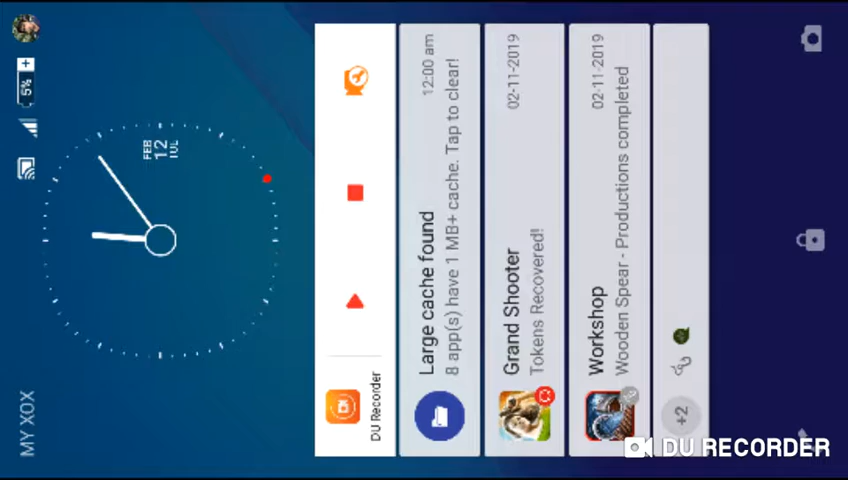 MY XOX
5%
FEB
12
JUL
DU Recorder
Large cache found 12:00 am
8 app(s) have 1 MB+ cache. Tap to clear!
Grand Shooter 02-11-2019
Tokens Recovered!
Workshop 02-11-2019
Wooden Spear - Productions completed
+2
DU RECORDER